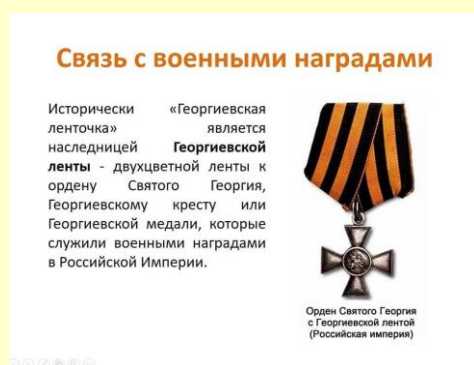 Связь с военными наградами
Исторически «Георгиевская
ленточка» является
наследницей Георгиевской
ленты - двухцветной ленты к
ордену Святого Георгия,
Георгиевскому кресту или
Георгиевской медали, которые
служили военными наградами
в Российской Империи.
Орден Святого Георгия
с Георгиевской лентой
(Российская империя)